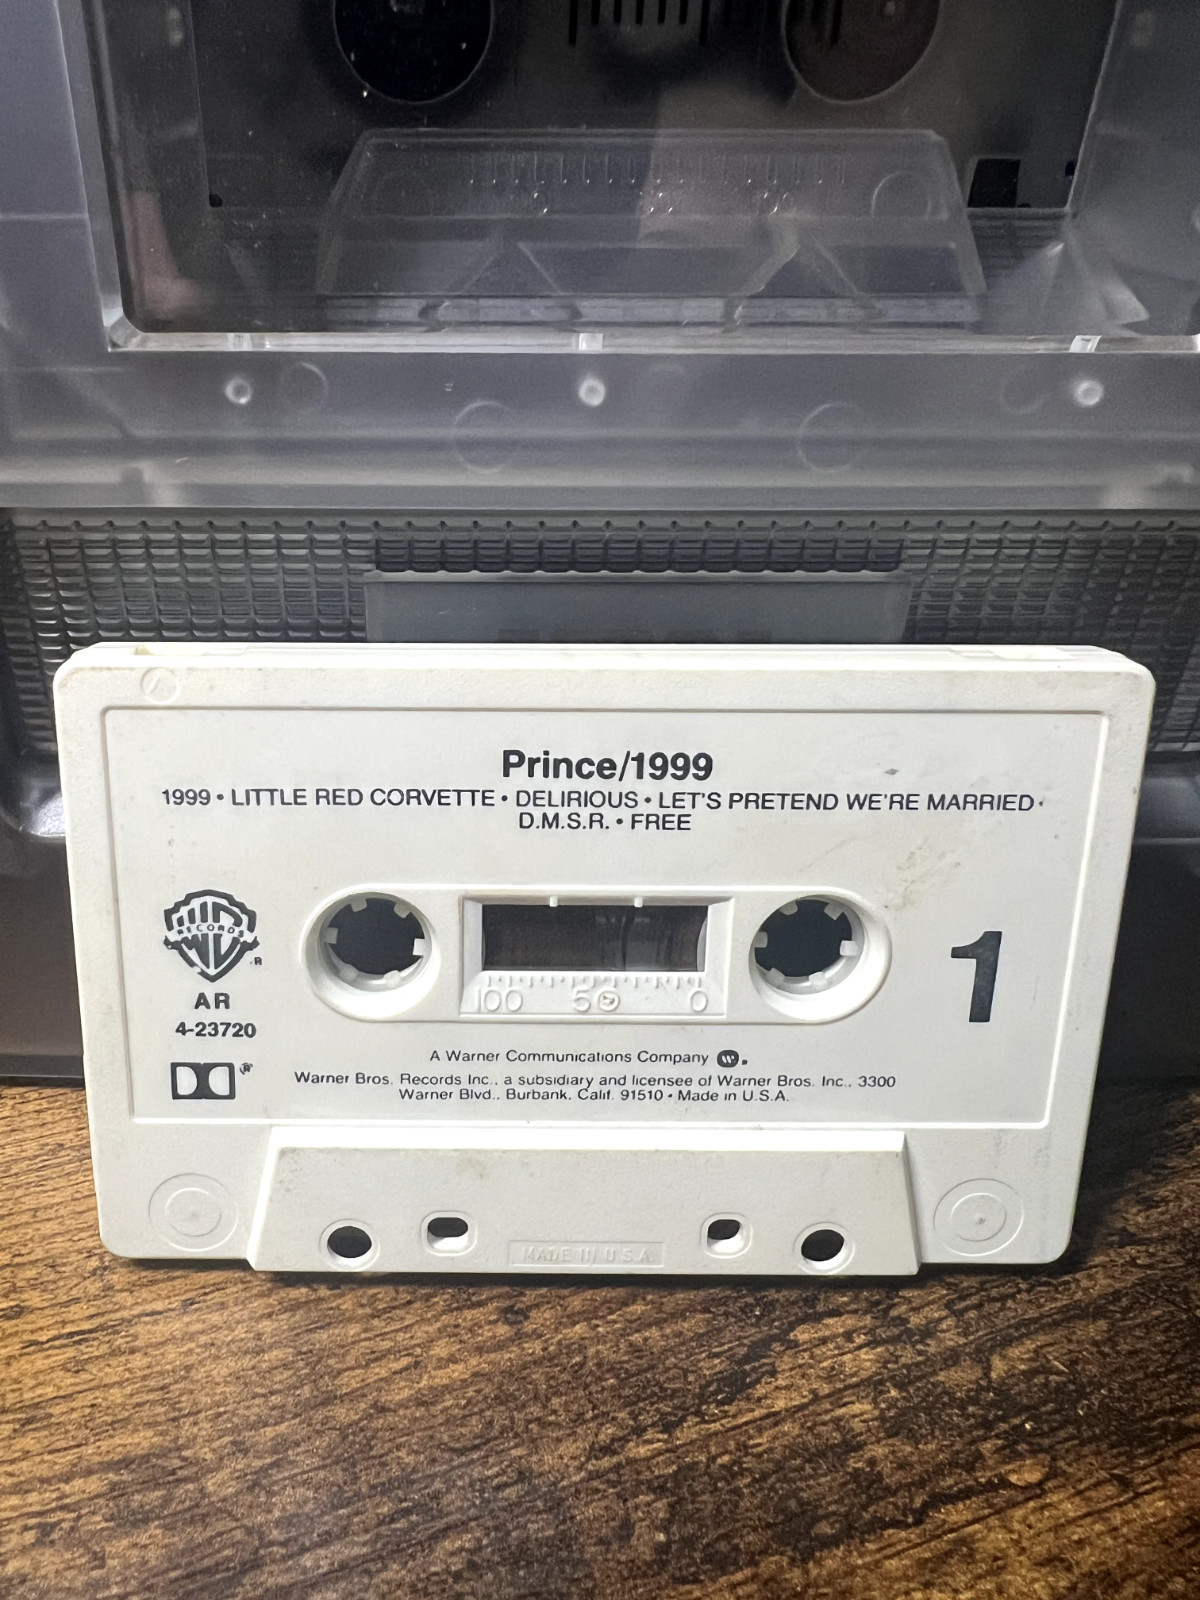 Prince/1999
1999 • LITTLE RED CORVETTE • DELIRIOUS • LET'S PRETEND WE'RE MARRIED •
D.M.S.R. • FREE
WB
RECORDS
®
AR
4-23720
®
1
100 50 0
A Warner Communications Company
Warner Bros. Records Inc., a subsidiary and licensee of Warner Bros. Inc., 3300
Warner Blvd., Burbank, Calif. 91510 • Made in U.S.A.
MADE IN U.S.A.